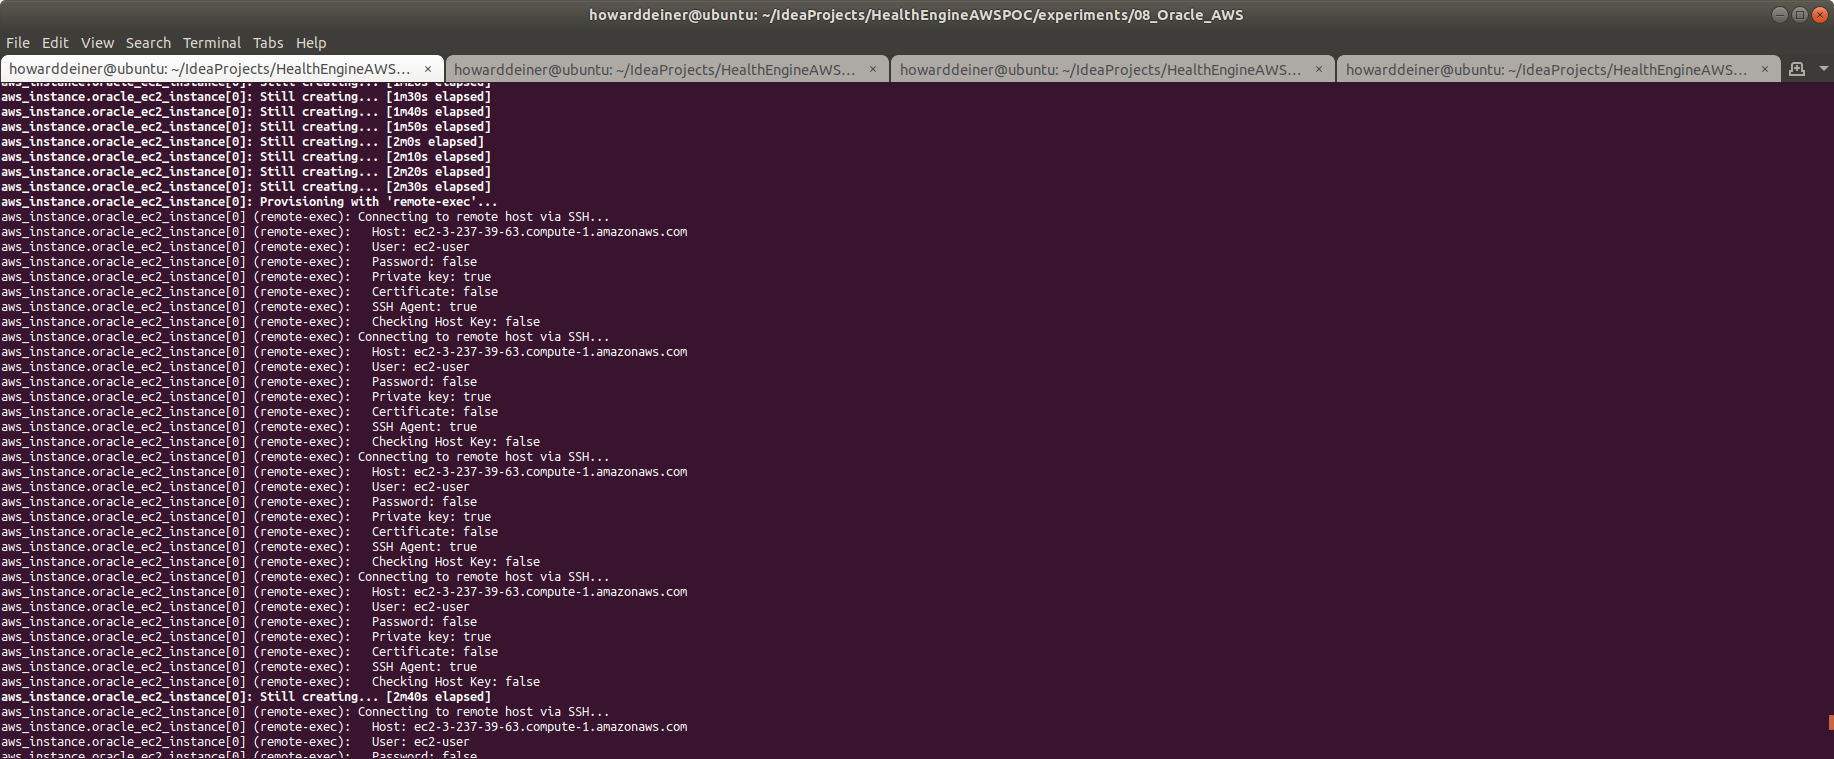 howarddeiner@ubuntu: ~/IdeaProjects/HealthEngineAWSPOC/experiments/08_Oracle_AWS
File Edit View Search Terminal Tabs Help
howarddeiner@ubuntu: ~/IdeaProjects/HealthEngineAWS... × howarddeiner@ubuntu: ~/IdeaProjects/HealthEngineAWS... × howarddeiner@ubuntu: ~/IdeaProjects/HealthEngineAWS... × howarddeiner@ubuntu: ~/IdeaProjects/HealthEngineAWS... ×
aws_instance.oracle_ec2_instance[0]: Still creating... [1m20s elapsed]
aws_instance.oracle_ec2_instance[0]: Still creating... [1m30s elapsed]
aws_instance.oracle_ec2_instance[0]: Still creating... [1m40s elapsed]
aws_instance.oracle_ec2_instance[0]: Still creating... [1m50s elapsed]
aws_instance.oracle_ec2_instance[0]: Still creating... [2m0s elapsed]
aws_instance.oracle_ec2_instance[0]: Still creating... [2m10s elapsed]
aws_instance.oracle_ec2_instance[0]: Still creating... [2m20s elapsed]
aws_instance.oracle_ec2_instance[0]: Still creating... [2m30s elapsed]
aws_instance.oracle_ec2_instance[0]: Provisioning with 'remote-exec'...
aws_instance.oracle_ec2_instance[0] (remote-exec): Connecting to remote host via SSH...
aws_instance.oracle_ec2_instance[0] (remote-exec):   Host: ec2-3-237-39-63.compute-1.amazonaws.com
aws_instance.oracle_ec2_instance[0] (remote-exec):   User: ec2-user
aws_instance.oracle_ec2_instance[0] (remote-exec):   Password: false
aws_instance.oracle_ec2_instance[0] (remote-exec):   Private key: true
aws_instance.oracle_ec2_instance[0] (remote-exec):   Certificate: false
aws_instance.oracle_ec2_instance[0] (remote-exec):   SSH Agent: true
aws_instance.oracle_ec2_instance[0] (remote-exec):   Checking Host Key: false
aws_instance.oracle_ec2_instance[0] (remote-exec): Connecting to remote host via SSH...
aws_instance.oracle_ec2_instance[0] (remote-exec):   Host: ec2-3-237-39-63.compute-1.amazonaws.com
aws_instance.oracle_ec2_instance[0] (remote-exec):   User: ec2-user
aws_instance.oracle_ec2_instance[0] (remote-exec):   Password: false
aws_instance.oracle_ec2_instance[0] (remote-exec):   Private key: true
aws_instance.oracle_ec2_instance[0] (remote-exec):   Certificate: false
aws_instance.oracle_ec2_instance[0] (remote-exec):   SSH Agent: true
aws_instance.oracle_ec2_instance[0] (remote-exec):   Checking Host Key: false
aws_instance.oracle_ec2_instance[0] (remote-exec): Connecting to remote host via SSH...
aws_instance.oracle_ec2_instance[0] (remote-exec):   Host: ec2-3-237-39-63.compute-1.amazonaws.com
aws_instance.oracle_ec2_instance[0] (remote-exec):   User: ec2-user
aws_instance.oracle_ec2_instance[0] (remote-exec):   Password: false
aws_instance.oracle_ec2_instance[0] (remote-exec):   Private key: true
aws_instance.oracle_ec2_instance[0] (remote-exec):   Certificate: false
aws_instance.oracle_ec2_instance[0] (remote-exec):   SSH Agent: true
aws_instance.oracle_ec2_instance[0] (remote-exec):   Checking Host Key: false
aws_instance.oracle_ec2_instance[0] (remote-exec): Connecting to remote host via SSH...
aws_instance.oracle_ec2_instance[0] (remote-exec):   Host: ec2-3-237-39-63.compute-1.amazonaws.com
aws_instance.oracle_ec2_instance[0] (remote-exec):   User: ec2-user
aws_instance.oracle_ec2_instance[0] (remote-exec):   Password: false
aws_instance.oracle_ec2_instance[0] (remote-exec):   Private key: true
aws_instance.oracle_ec2_instance[0] (remote-exec):   Certificate: false
aws_instance.oracle_ec2_instance[0] (remote-exec):   SSH Agent: true
aws_instance.oracle_ec2_instance[0] (remote-exec):   Checking Host Key: false
aws_instance.oracle_ec2_instance[0]: Still creating... [2m40s elapsed]
aws_instance.oracle_ec2_instance[0] (remote-exec): Connecting to remote host via SSH...
aws_instance.oracle_ec2_instance[0] (remote-exec):   Host: ec2-3-237-39-63.compute-1.amazonaws.com
aws_instance.oracle_ec2_instance[0] (remote-exec):   User: ec2-user
aws_instance.oracle_ec2_instance[0] (remote-exec):   Password: false